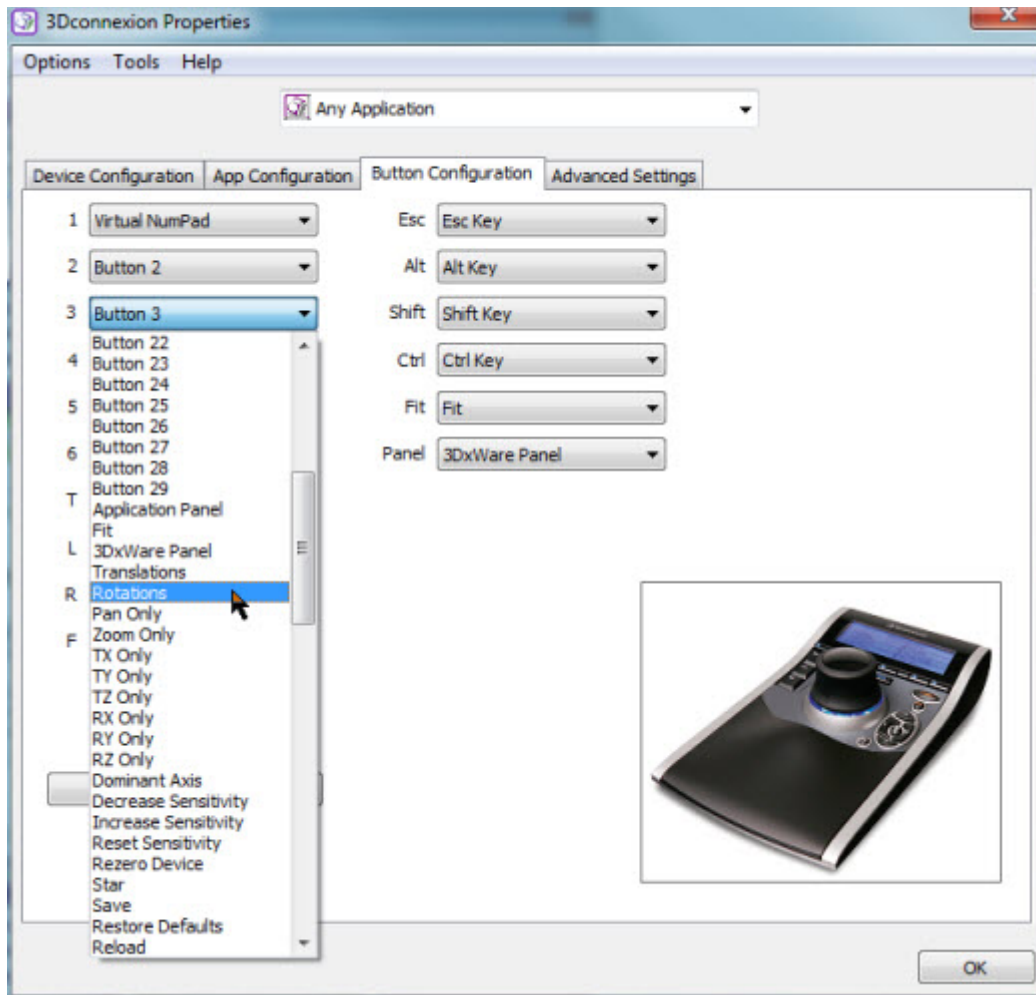 3Dconnexion Properties
Options Tools Help
Any Application
Device Configuration App Configuration Button Configuration Advanced Settings
1 Virtual NumPad Esc Esc Key
2 Button 2 Alt Alt Key
3 Button 3 Shift Shift Key
4 Ctrl Ctrl Key
5 Fit Fit
6 Panel 3DxWare Panel
T
L
R
F
Button 22
Button 23
Button 24
Button 25
Button 26
Button 27
Button 28
Button 29
Application Panel
Fit
3DxWare Panel
Translations
Rotations
Pan Only
Zoom Only
TX Only
TY Only
TZ Only
RX Only
RY Only
RZ Only
Dominant Axis
Decrease Sensitivity
Increase Sensitivity
Reset Sensitivity
Rezero Device
Star
Save
Restore Defaults
Reload
OK